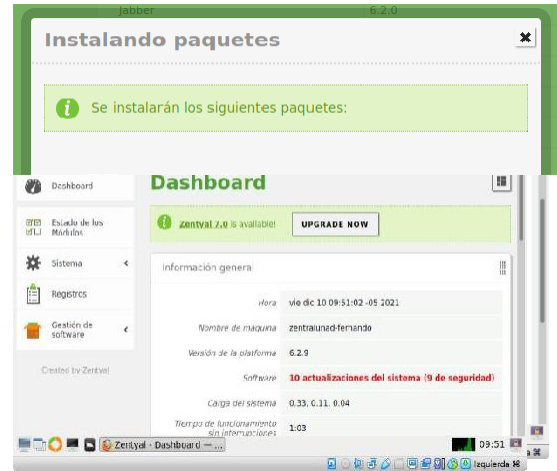 Jabber 6.2.0
Instalando paquetes
Se instalarán los siguientes paquetes:
Dashboard
Dashboard
Zentyal 7.0 is available!
UPGRADE NOW
Estado de los
Módulos
Información general
Sistema
Hora vie dic 10 09:51:02 -05 2021
Registros
Nombre de máquina zentralunad-fernando
Gestión de
software
Versión de la plataforma 6.2.9
Software 10 actualizaciones del sistema (9 de seguridad)
Created by Zentyal
Carga del sistema 0.33, 0.11, 0.04
Tiempo de funcionamiento
sin interrupciones 1:03
Zentyal - Dashboard — ...
09:51
Izquierda ⌘